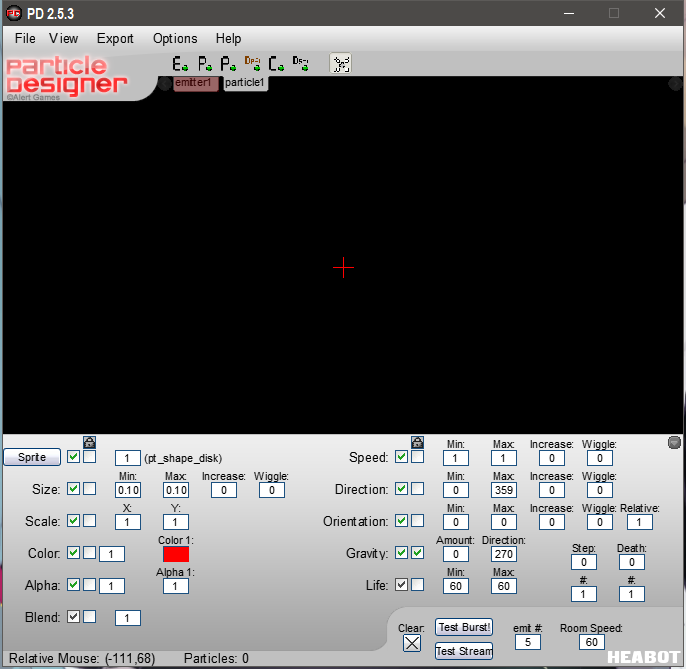 PD 2.5.3
File View Export Options Help
Particle
Designer
©Alert Games
emitter1 particle1
Sprite 1 (pt_shape_disk)
Min: Max: Increase: Wiggle:
Size: 0.10 0.10 0 0
X: Y:
Scale: 1 1
Color 1:
Color: 1
Alpha 1:
Alpha: 1 1
Blend: 1
Min: Max: Increase: Wiggle:
Speed: 1 1 0 0
Min: Max: Increase: Wiggle:
Direction: 0 359 0 0
Min: Max: Increase: Wiggle: Relative:
Orientation: 0 0 0 0 1
Amount: Direction:
Gravity: 0 270
Min: Max:
Life: 60 60
Step: Death:
0 0
#: #:
1 1
Clear: Test Burst! emit #: Room Speed:
Test Stream 5 60
Relative Mouse: (-111,68) Particles: 0
HEABOT